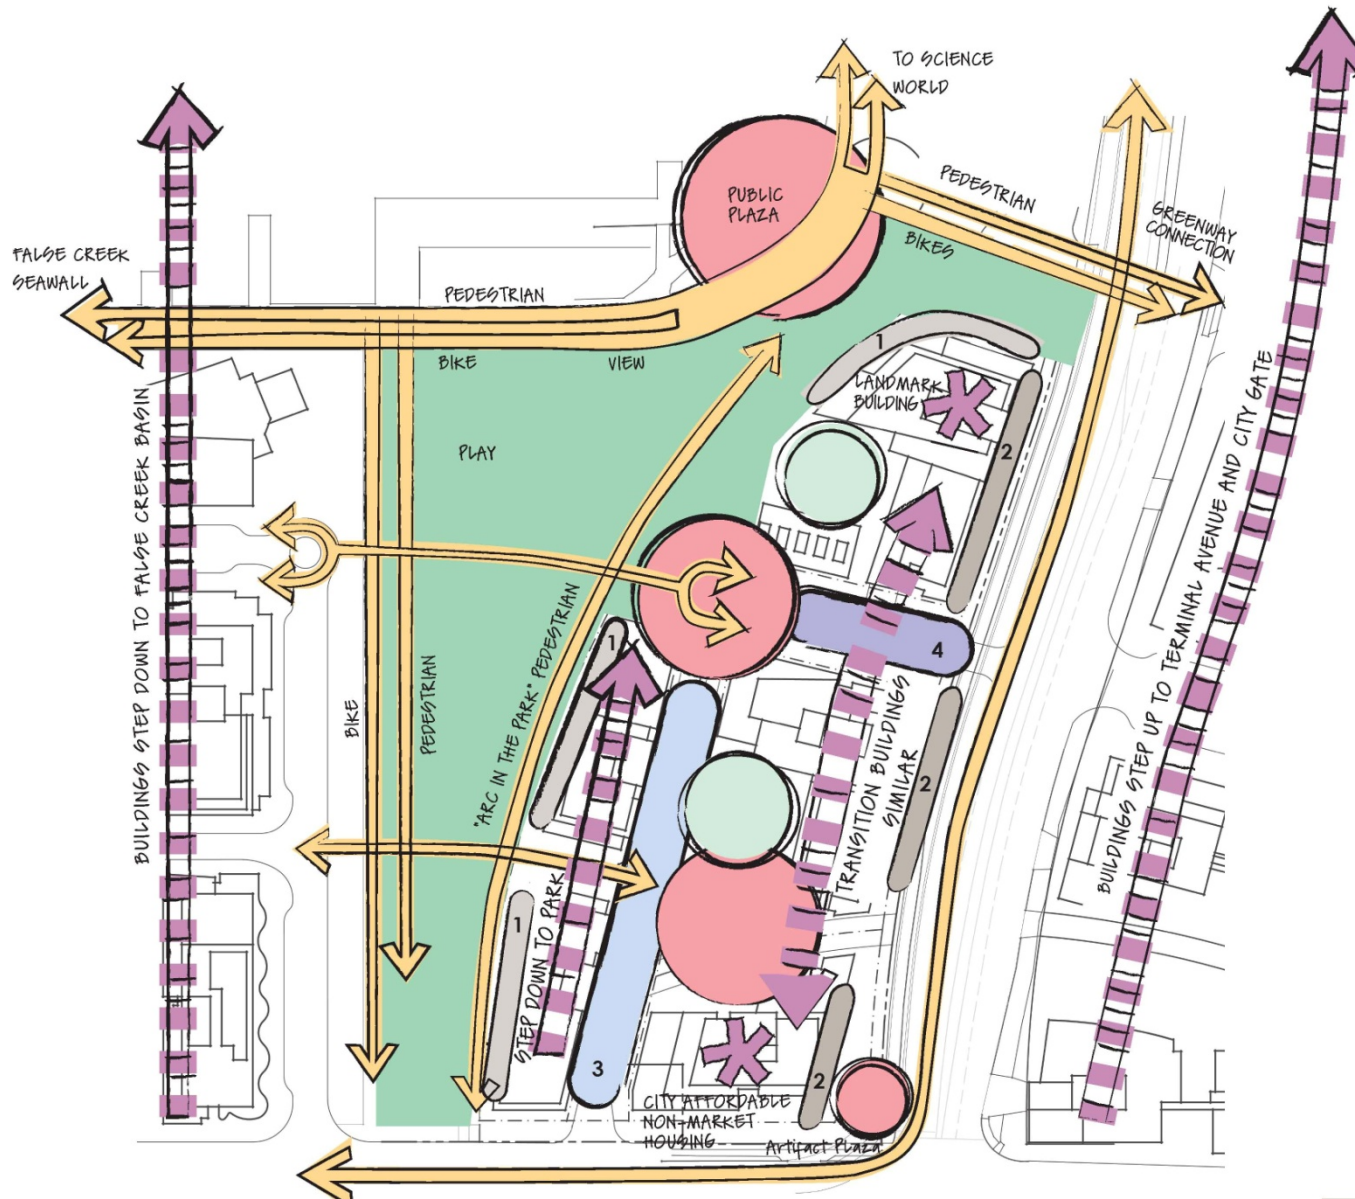 TO SCIENCE
WORLD
PUBLIC
PLAZA
PEDESTRIAN
BIKES
GREENWAY
CONNECTION
FALSE CREEK
SEAWALL
PEDESTRIAN
BIKE
VIEW
PLAY
1
LANDMARK
BUILDING
2
BUILDINGS STEP DOWN TO FALSE CREEK BASIN
BUILDINGS STEP UP TO TERMINAL AVENUE AND CITY GATE
"ARC IN THE PARK" PEDESTRIAN
BIKE
PEDESTRIAN
1
4
TRANSITION BUILDINGS
SIMILAR
2
1
STEP DOWN TO PARK
3
2
CITY AFFORDABLE
NON-MARKET
HOUSING
Artifact Plaza